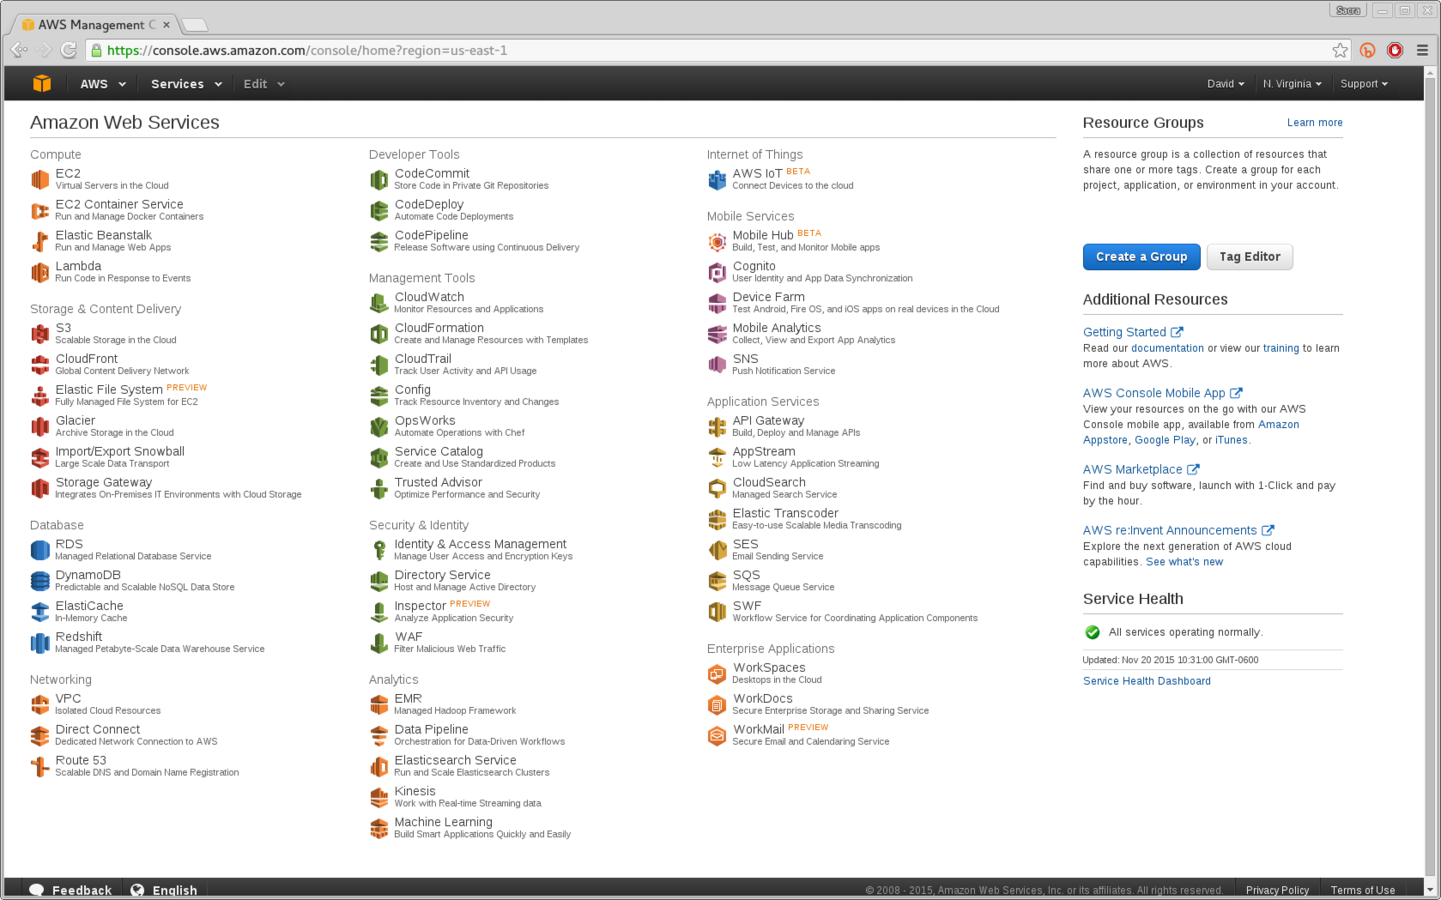 Sacra
AWS Management C
https://console.aws.amazon.com/console/home?region=us-east-1
AWS
Services
Edit
David
N. Virginia
Support
Amazon Web Services
Compute
EC2
Virtual Servers in the Cloud
EC2 Container Service
Run and Manage Docker Containers
Elastic Beanstalk
Run and Manage Web Apps
Lambda
Run Code in Response to Events
Storage & Content Delivery
S3
Scalable Storage in the Cloud
CloudFront
Global Content Delivery Network
Elastic File System PREVIEW
Fully Managed File System for EC2
Glacier
Archive Storage in the Cloud
Import/Export Snowball
Large Scale Data Transport
Storage Gateway
Integrates On-Premises IT Environments with Cloud Storage
Database
RDS
Managed Relational Database Service
DynamoDB
Predictable and Scalable NoSQL Data Store
ElastiCache
In-Memory Cache
Redshift
Managed Petabyte-Scale Data Warehouse Service
Networking
VPC
Isolated Cloud Resources
Direct Connect
Dedicated Network Connection to AWS
Route 53
Scalable DNS and Domain Name Registration
Developer Tools
CodeCommit
Store Code in Private Git Repositories
CodeDeploy
Automate Code Deployments
CodePipeline
Release Software using Continuous Delivery
Management Tools
CloudWatch
Monitor Resources and Applications
CloudFormation
Create and Manage Resources with Templates
CloudTrail
Track User Activity and API Usage
Config
Track Resource Inventory and Changes
OpsWorks
Automate Operations with Chef
Service Catalog
Create and Use Standardized Products
Trusted Advisor
Optimize Performance and Security
Security & Identity
Identity & Access Management
Manage User Access and Encryption Keys
Directory Service
Host and Manage Active Directory
Inspector PREVIEW
Analyze Application Security
WAF
Filter Malicious Web Traffic
Analytics
EMR
Managed Hadoop Framework
Data Pipeline
Orchestration for Data-Driven Workflows
Elasticsearch Service
Run and Scale Elasticsearch Clusters
Kinesis
Work with Real-time Streaming data
Machine Learning
Build Smart Applications Quickly and Easily
Internet of Things
AWS IoT BETA
Connect Devices to the cloud
Mobile Services
Mobile Hub BETA
Build, Test, and Monitor Mobile apps
Cognito
User Identity and App Data Synchronization
Device Farm
Test Android, Fire OS, and iOS apps on real devices in the Cloud
Mobile Analytics
Collect, View and Export App Analytics
SNS
Push Notification Service
Application Services
API Gateway
Build, Deploy and Manage APIs
AppStream
Low Latency Application Streaming
CloudSearch
Managed Search Service
Elastic Transcoder
Easy-to-use Scalable Media Transcoding
SES
Email Sending Service
SQS
Message Queue Service
SWF
Workflow Service for Coordinating Application Components
Enterprise Applications
WorkSpaces
Desktops in the Cloud
WorkDocs
Secure Enterprise Storage and Sharing Service
WorkMail PREVIEW
Secure Email and Calendaring Service
Resource Groups
Learn more
A resource group is a collection of resources that
share one or more tags. Create a group for each
project, application, or environment in your account.
Create a Group
Tag Editor
Additional Resources
Getting Started
Read our documentation or view our training to learn
more about AWS.
AWS Console Mobile App
View your resources on the go with our AWS
Console mobile app, available from Amazon
Appstore, Google Play, or iTunes.
AWS Marketplace
Find and buy software, launch with 1-Click and pay
by the hour.
AWS re:Invent Announcements
Explore the next generation of AWS cloud
capabilities. See what's new
Service Health
All services operating normally.
Updated: Nov 20 2015 10:31:00 GMT-0600
Service Health Dashboard
Feedback
English
© 2008 - 2015, Amazon Web Services, Inc. or its affiliates. All rights reserved.
Privacy Policy
Terms of Use